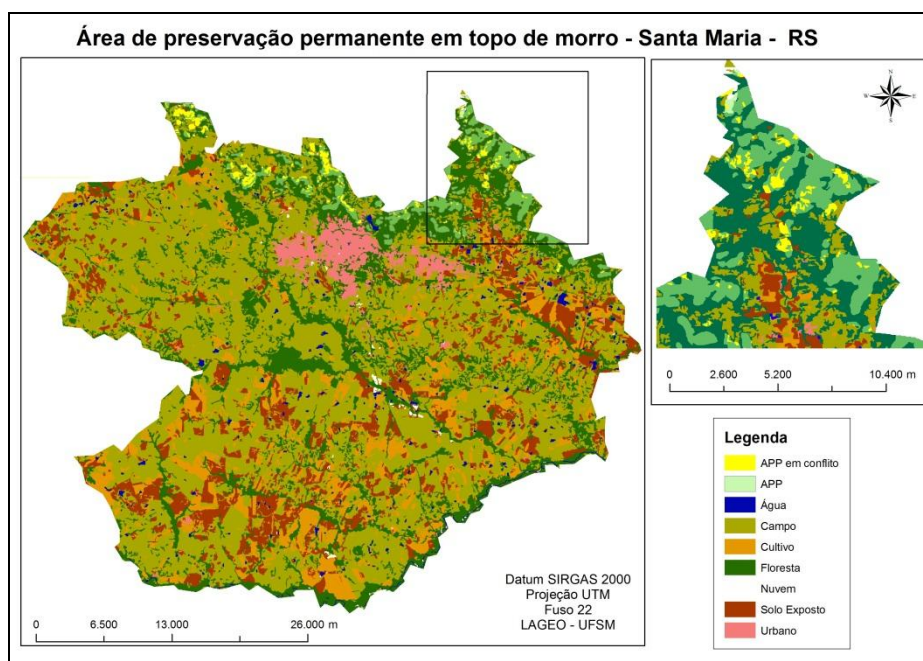 Área de preservação permanente em topo de morro - Santa Maria - RS
N
W E
S
0 2.600 5.200 10.400 m
Legenda
APP em conflito
APP
Água
Campo
Cultivo
Floresta
Nuvem
Solo Exposto
Urbano
Datum SIRGAS 2000
Projeção UTM
Fuso 22
LAGEO - UFSM
0 6.500 13.000 26.000 m